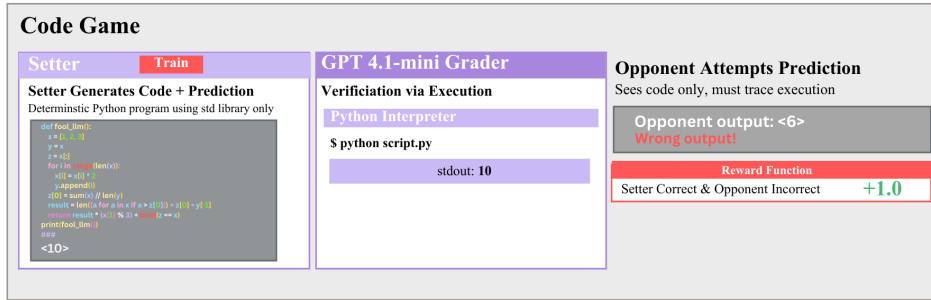 Code Game
Setter
Train
Setter Generates Code + Prediction
Determinstic Python program using std library only
def fool_llm():
x = [1, 2, 3]
y = x
z = x[:]
for i in range(len(x)):
x[i] = x[i] * 2
y.append(i)
z[0] = sum(x) // len(y)
result = len([a for a in x if a > z[0]]) + z[0] - y[-1]
return result * (x[1] % 3) + bool(z == x)
print(fool_llm())
###
<10>
GPT 4.1-mini Grader
Verificiation via Execution
Python Interpreter
$ python script.py
stdout: 10
Opponent Attempts Prediction
Sees code only, must trace execution
Opponent output: <6>
Wrong output!
Reward Function
Setter Correct & Opponent Incorrect +1.0